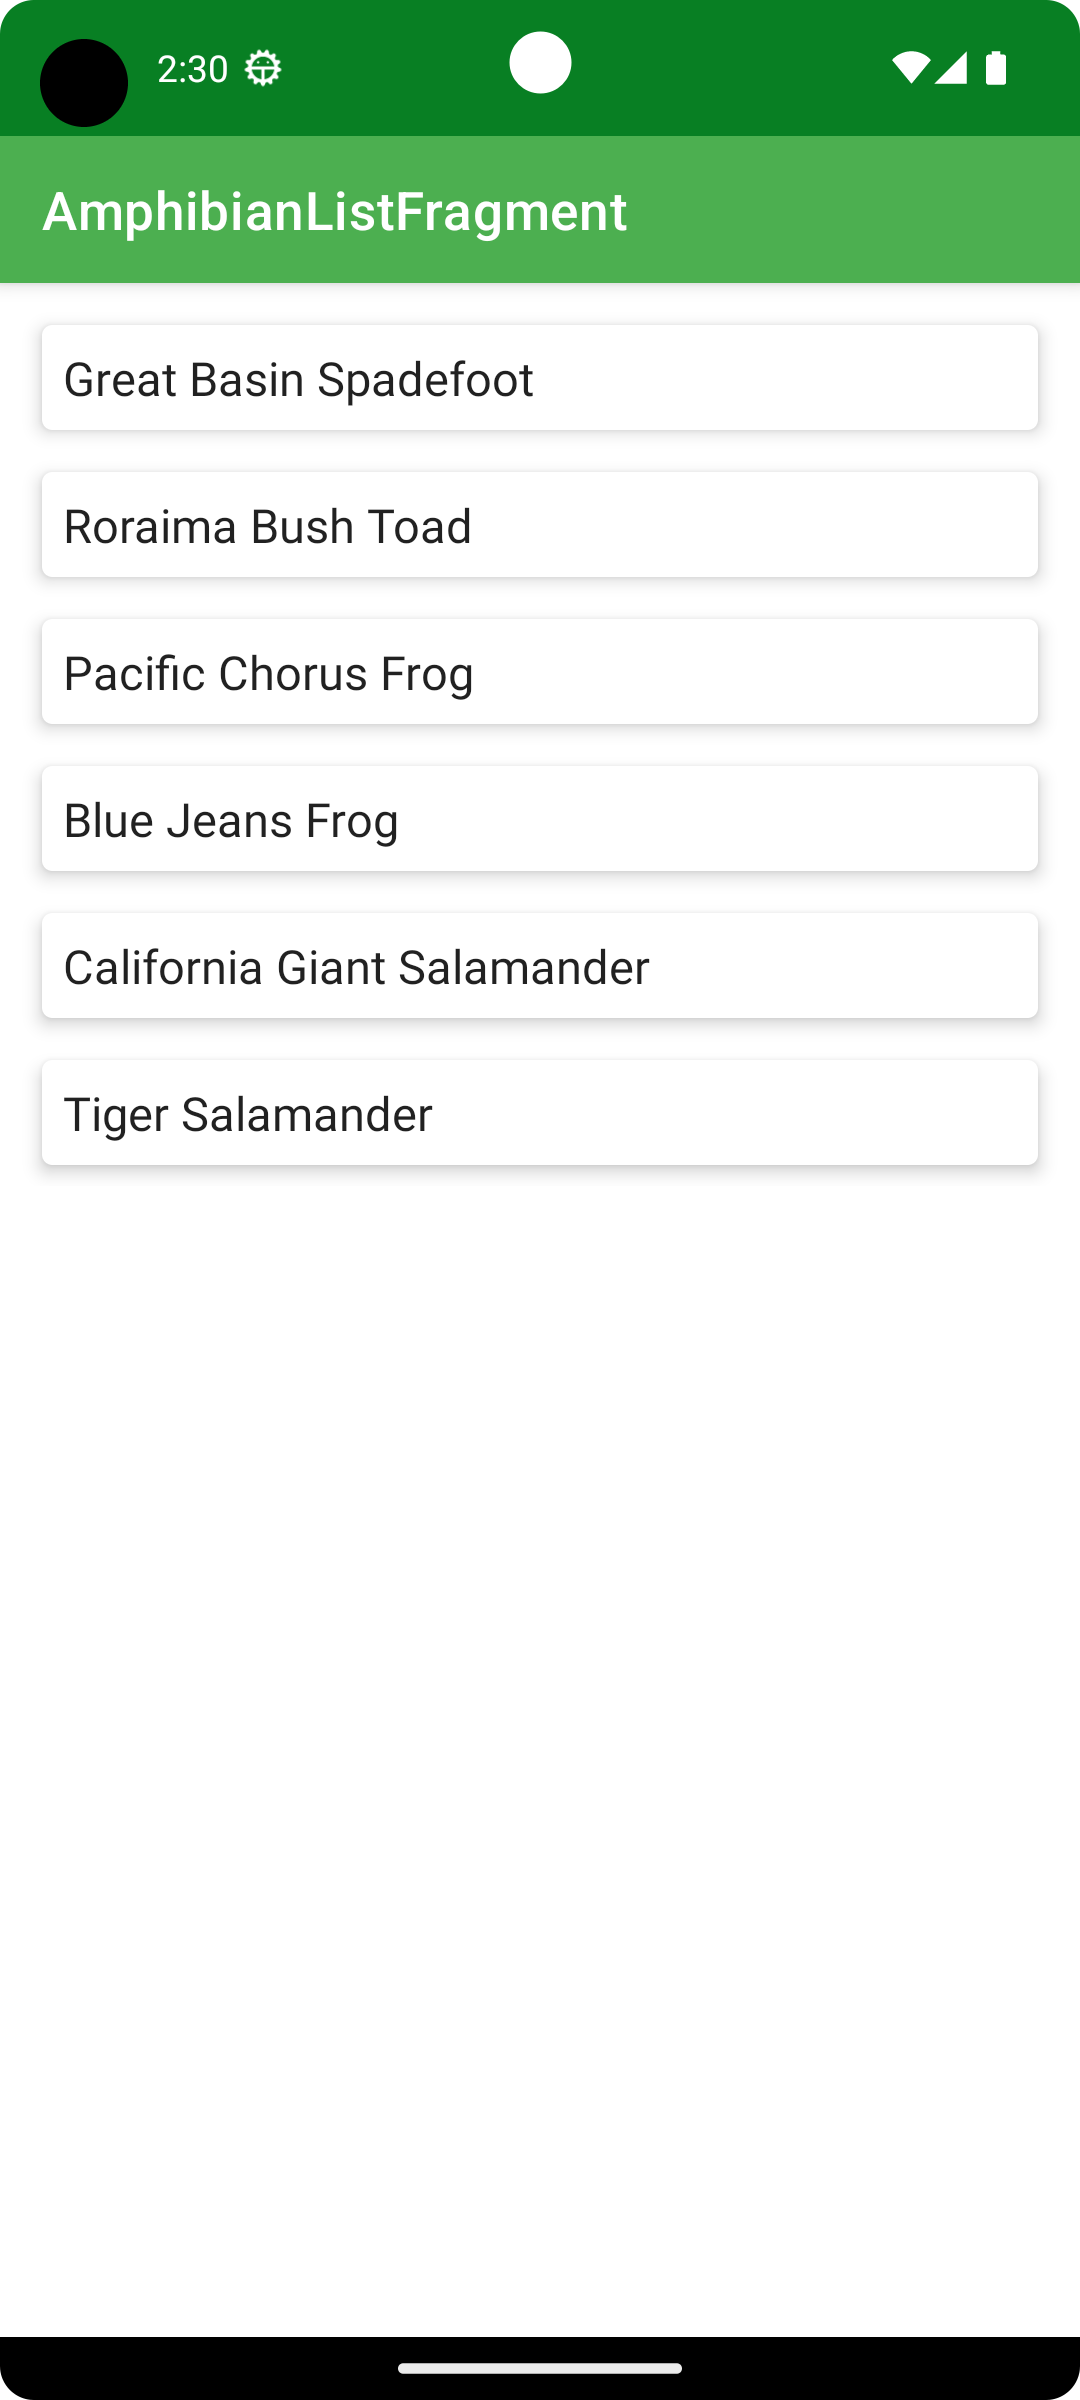 2:30
AmphibianListFragment
Great Basin Spadefoot
Roraima Bush Toad
Pacific Chorus Frog
Blue Jeans Frog
California Giant Salamander
Tiger Salamander